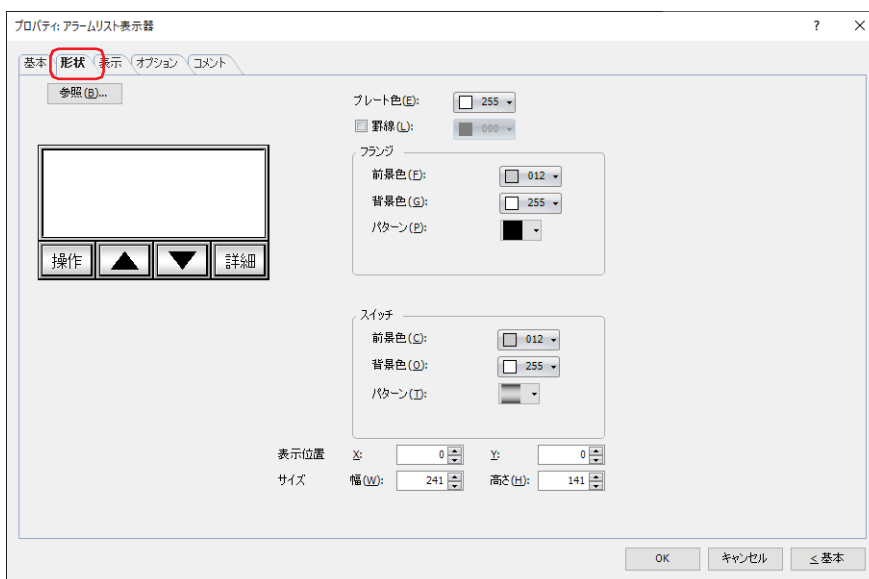 プロパティ: アラームリスト表示器
? ×
基本 形状 表示 オプション コメント
参照(B)...
プレート色(E): 255
罫線(L): 000
フランジ
前景色(F): 012
背景色(G): 255
パターン(P):
操作 ▲ ▼ 詳細
スイッチ
前景色(C): 012
背景色(O): 255
パターン(T):
表示位置 X: 0 Y: 0
サイズ 幅(W): 241 高さ(H): 141
OK キャンセル ≤ 基本